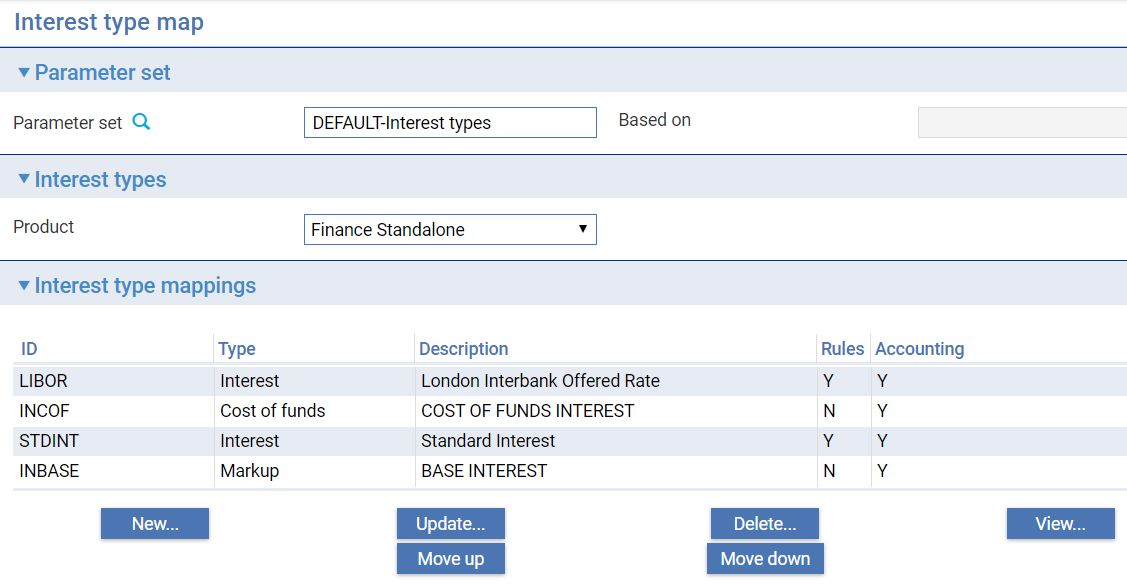 Interest type map
Parameter set
Parameter set DEFAULT-Interest types Based on
Interest types
Product Finance Standalone
Interest type mappings
ID Type Description Rules Accounting
LIBOR Interest London Interbank Offered Rate Y Y
INCOF Cost of funds COST OF FUNDS INTEREST N Y
STDINT Interest Standard Interest Y Y
INBASE Markup BASE INTEREST N Y
New... Update... Delete... View...
Move up Move down